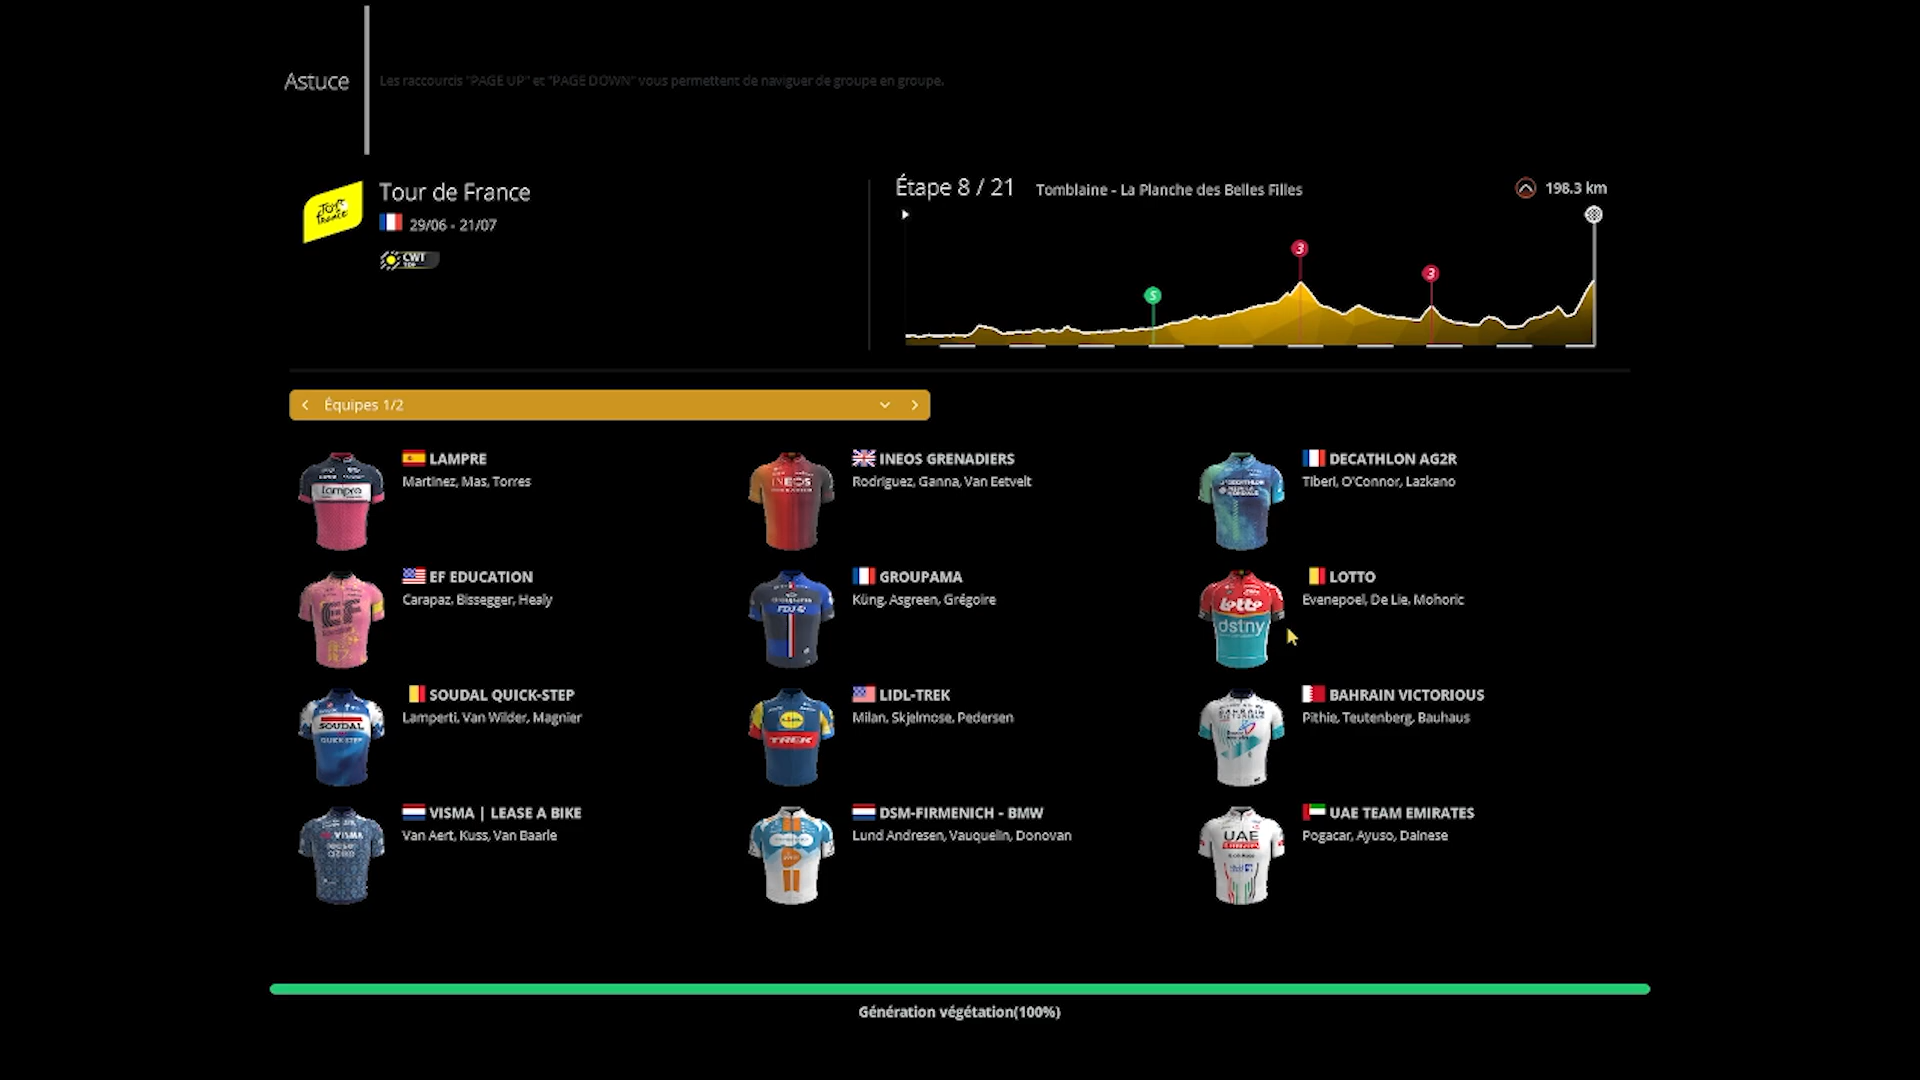 Astuce
Les raccourcis "PAGE UP" et "PAGE DOWN" vous permettent de naviguer de groupe en groupe.
Tour de France
29/06 - 21/07
CWT
Étape 8 / 21
Tomblaine - La Planche des Belles Filles
198.3 km
3
3
S
Équipes 1/2
LAMPRE
Martinez, Mas, Torres
INEOS GRENADIERS
Rodriguez, Ganna, Van Eetvelt
DECATHLON AG2R
Tiberi, O'Connor, Lazkano
EF EDUCATION
Carapaz, Bissegger, Healy
GROUPAMA
Küng, Asgreen, Grégoire
LOTTO
Evenepoel, De Lie, Mohoric
SOUDAL QUICK-STEP
Lamperti, Van Wilder, Magnier
LIDL-TREK
Milan, Skjelmose, Pedersen
BAHRAIN VICTORIOUS
Pithie, Teutenberg, Bauhaus
VISMA | LEASE A BIKE
Van Aert, Kuss, Van Baarle
DSM-FIRMENICH - BMW
Lund Andresen, Vauquelin, Donovan
UAE TEAM EMIRATES
Pogacar, Ayuso, Dainese
Génération végétation(100%)